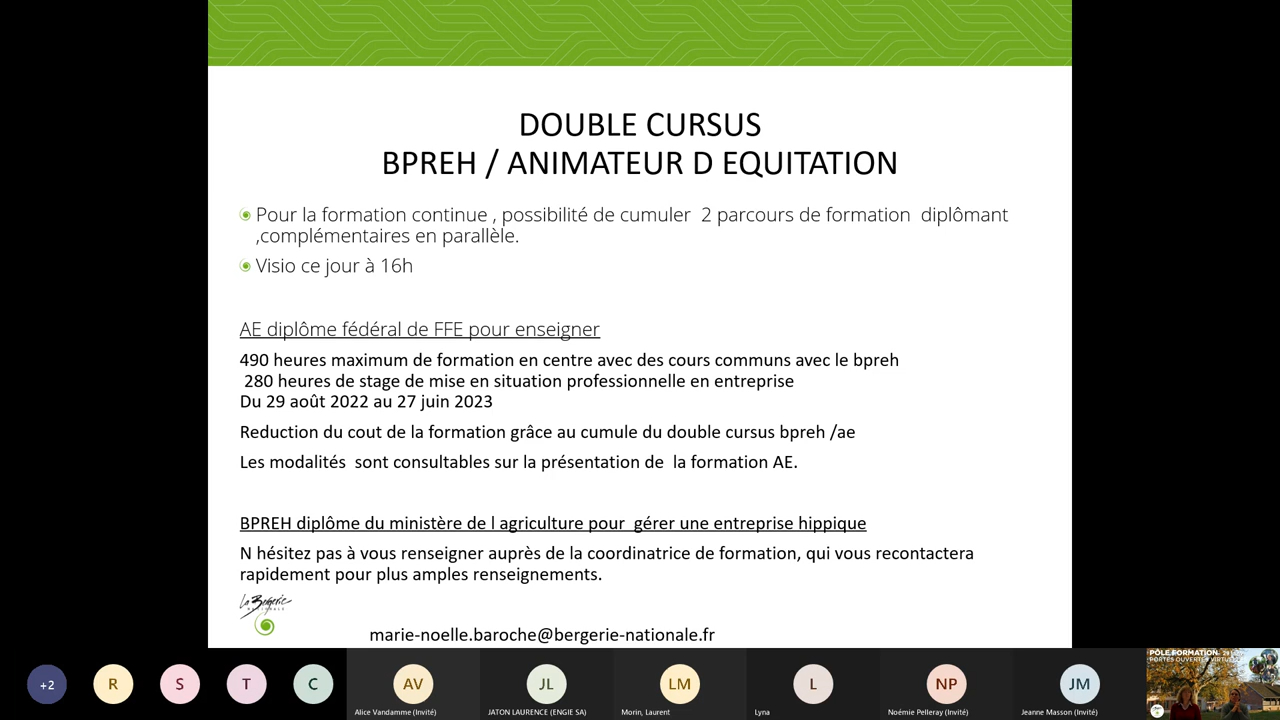 DOUBLE CURSUS
BPREH / ANIMATEUR D EQUITATION
Pour la formation continue , possibilité de cumuler 2 parcours de formation diplômant
,complémentaires en parallèle.
Visio ce jour à 16h
AE diplôme fédéral de FFE pour enseigner
490 heures maximum de formation en centre avec des cours communs avec le bpreh
280 heures de stage de mise en situation professionnelle en entreprise
Du 29 août 2022 au 27 juin 2023
Reduction du cout de la formation grâce au cumule du double cursus bpreh /ae
Les modalités sont consultables sur la présentation de la formation AE.
BPREH diplôme du ministère de l agriculture pour gérer une entreprise hippique
N hésitez pas à vous renseigner auprès de la coordinatrice de formation, qui vous recontactera
rapidement pour plus amples renseignements.
La Bergerie
NATIONALE
marie-noelle.baroche@bergerie-nationale.fr
+2 R S T C AV JL LM L NP JM
Alice Vandamme (Invité) JATON LAURENCE (ENGIE SA) Morin, Laurent Lyna Noémie Pelleray (Invité) Jeanne Masson (Invité)
PÔLE FORMATION
PORTES OUVERTES VIRTUELLES